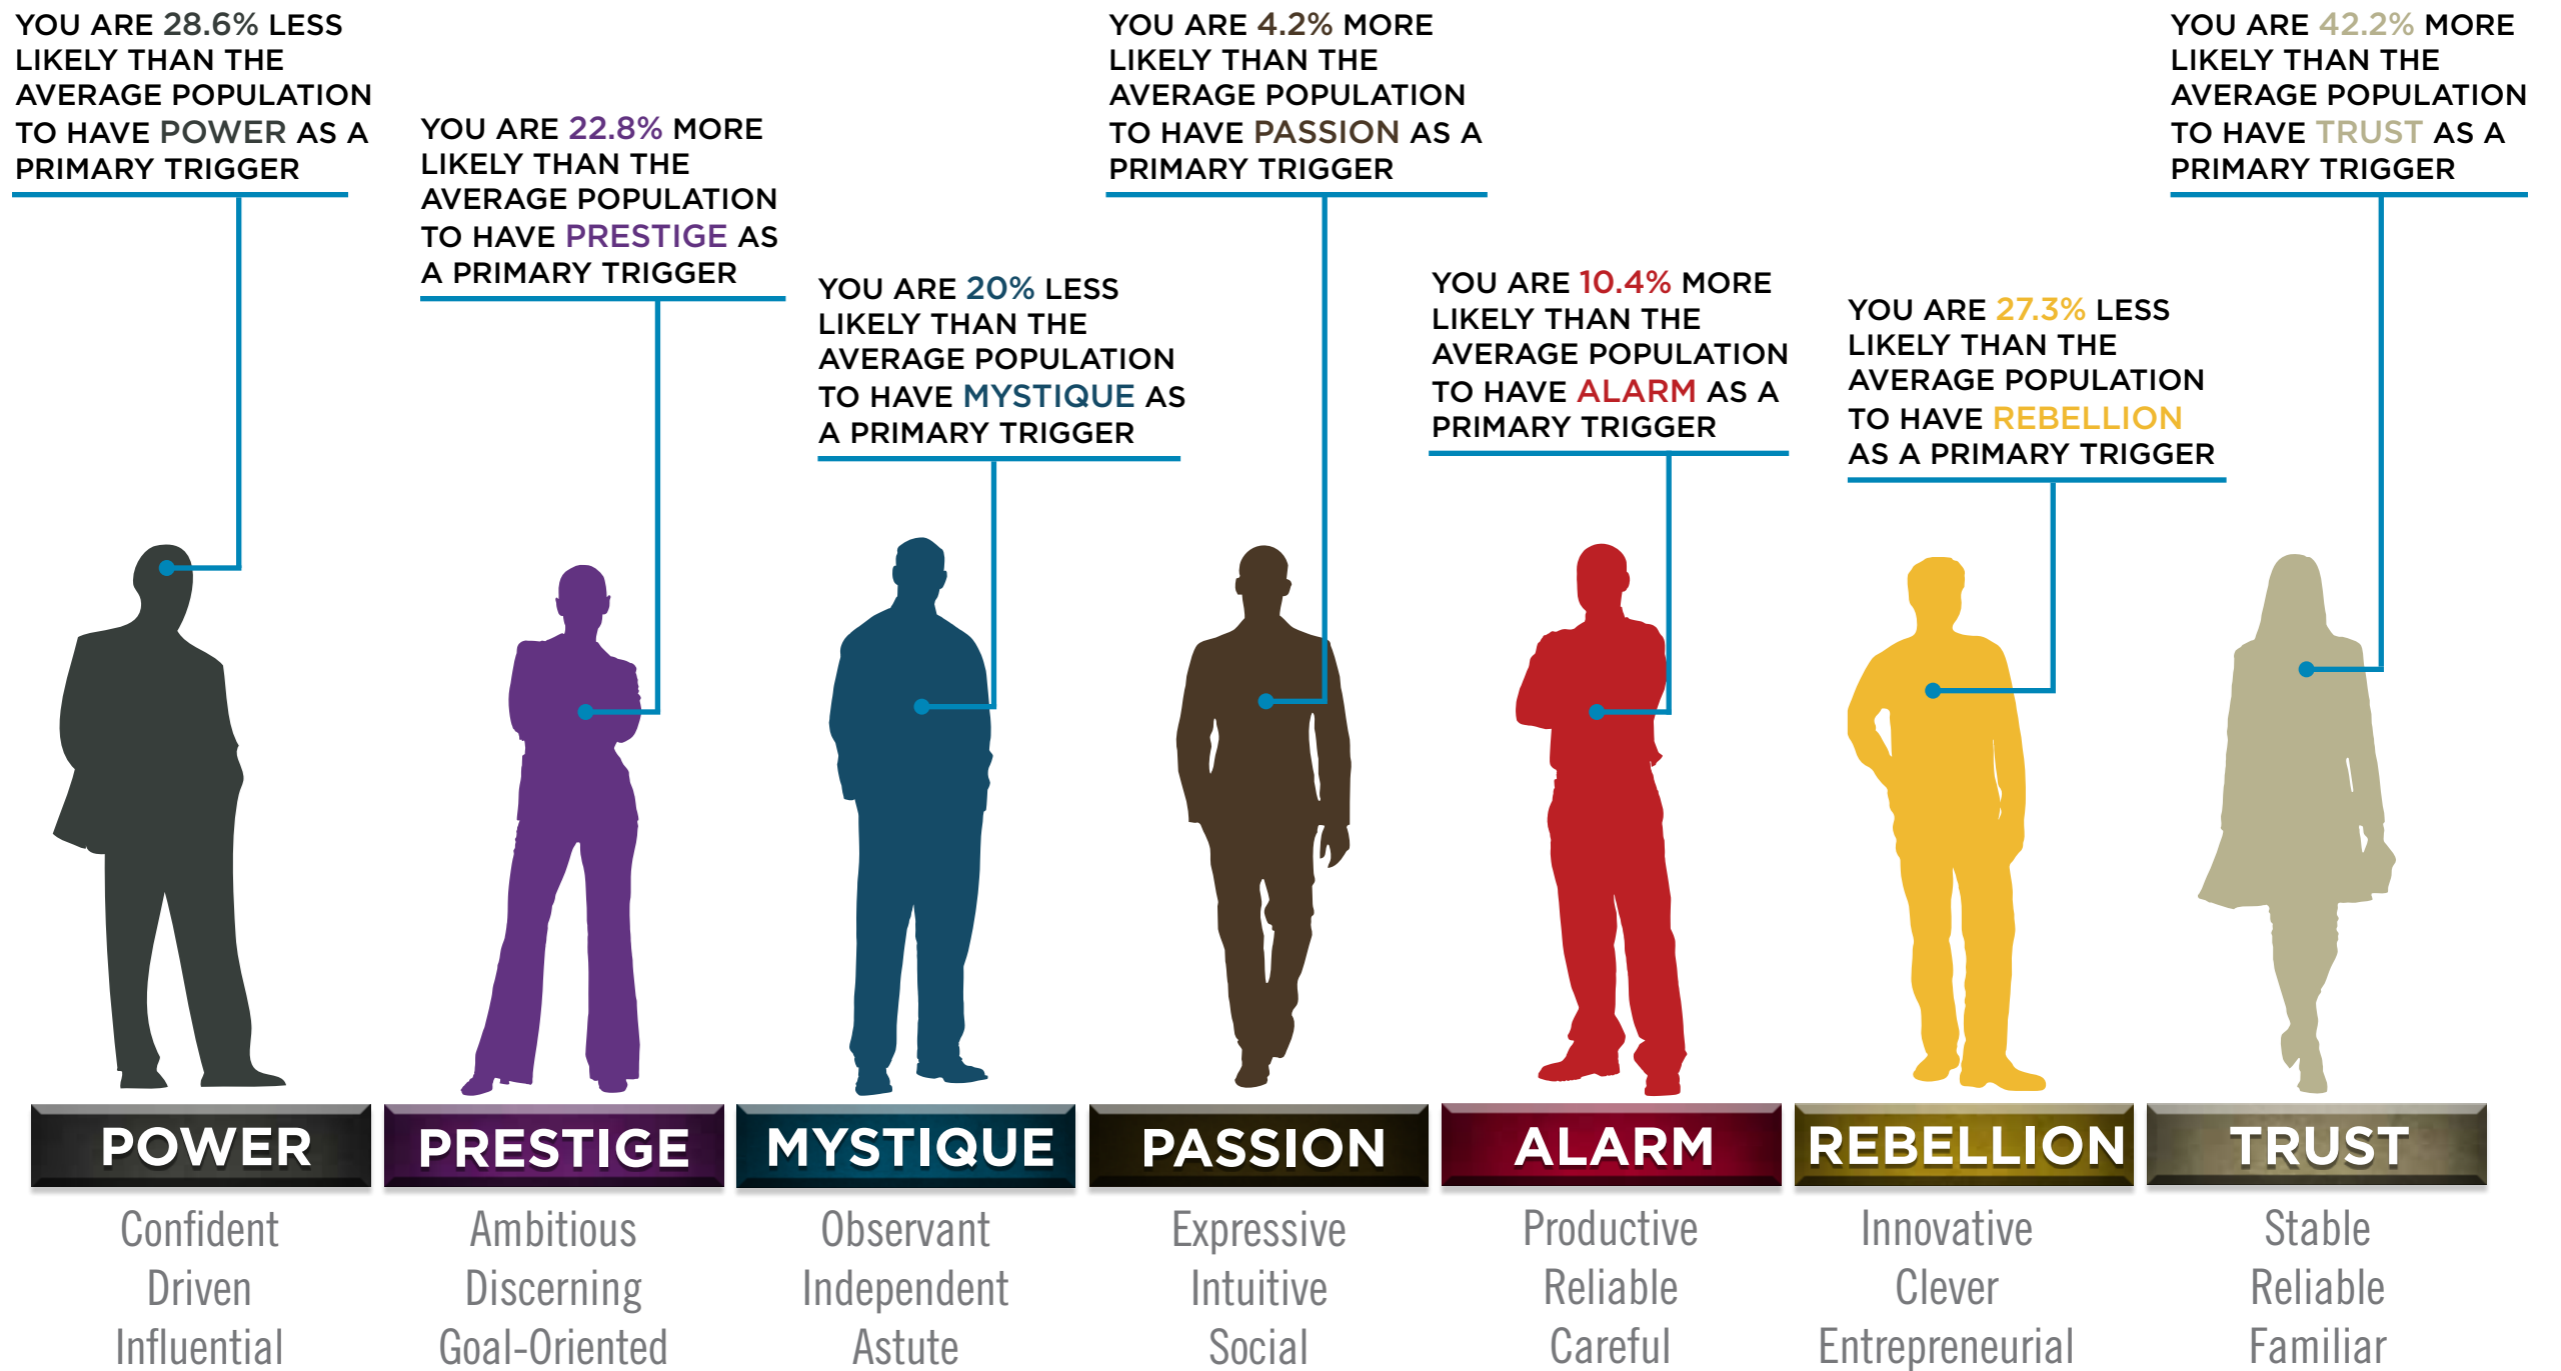 YOU ARE 28.6% LESS
LIKELY THAN THE
AVERAGE POPULATION
TO HAVE POWER AS A
PRIMARY TRIGGER
YOU ARE 22.8% MORE
LIKELY THAN THE
AVERAGE POPULATION
TO HAVE PRESTIGE AS
A PRIMARY TRIGGER
YOU ARE 20% LESS
LIKELY THAN THE
AVERAGE POPULATION
TO HAVE MYSTIQUE AS
A PRIMARY TRIGGER
YOU ARE 4.2% MORE
LIKELY THAN THE
AVERAGE POPULATION
TO HAVE PASSION AS A
PRIMARY TRIGGER
YOU ARE 10.4% MORE
LIKELY THAN THE
AVERAGE POPULATION
TO HAVE ALARM AS A
PRIMARY TRIGGER
YOU ARE 27.3% LESS
LIKELY THAN THE
AVERAGE POPULATION
TO HAVE REBELLION
AS A PRIMARY TRIGGER
YOU ARE 42.2% MORE
LIKELY THAN THE
AVERAGE POPULATION
TO HAVE TRUST AS A
PRIMARY TRIGGER
POWER
Confident
Driven
Influential
PRESTIGE
Ambitious
Discerning
Goal-Oriented
MYSTIQUE
Observant
Independent
Astute
PASSION
Expressive
Intuitive
Social
ALARM
Productive
Reliable
Careful
REBELLION
Innovative
Clever
Entrepreneurial
TRUST
Stable
Reliable
Familiar